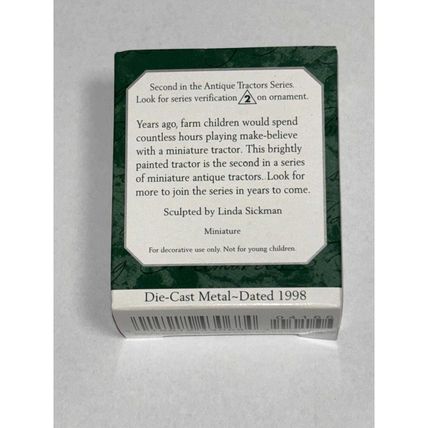 Second in the Antique Tractors Series.
Look for series verification 2 on ornament.
Years ago, farm children would spend
countless hours playing make-believe
with a miniature tractor. This brightly
painted tractor is the second in a series
of miniature antique tractors. Look for
more to join the series in years to come.
Sculpted by Linda Sickman
Miniature
For decorative use only. Not for young children.
Die-Cast Metal~Dated 1998